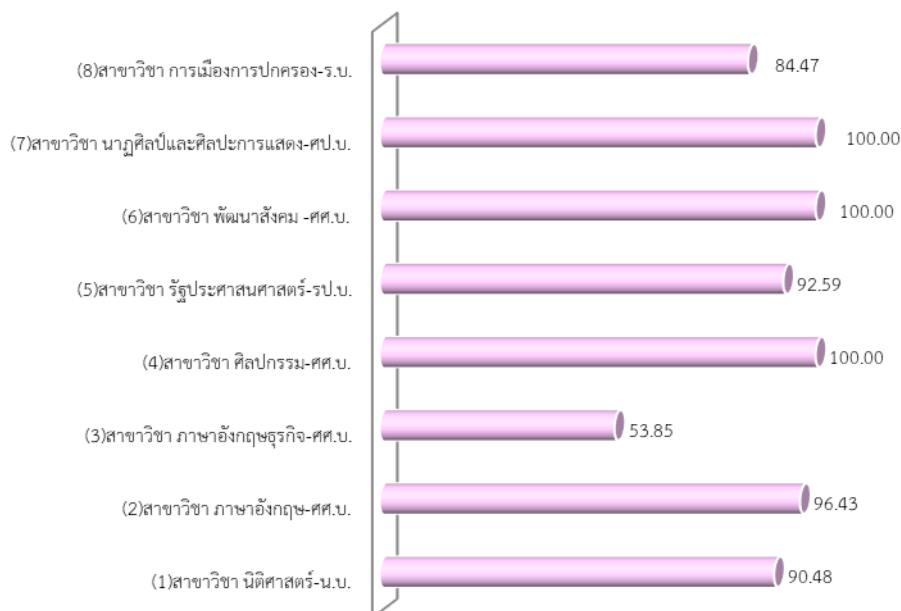 (8)สาขาวิชา การเมืองการปกครอง-ร.บ. 84.47
(7)สาขาวิชา นาฏศิลป์และศิลปะการแสดง-ศป.บ. 100.00
(6)สาขาวิชา พัฒนาสังคม -ศศ.บ. 100.00
(5)สาขาวิชา รัฐประศาสนศาสตร์-รป.บ. 92.59
(4)สาขาวิชา ศิลปกรรม-ศศ.บ. 100.00
(3)สาขาวิชา ภาษาอังกฤษธุรกิจ-ศศ.บ. 53.85
(2)สาขาวิชา ภาษาอังกฤษ-ศศ.บ. 96.43
(1)สาขาวิชา นิติศาสตร์-น.บ. 90.48